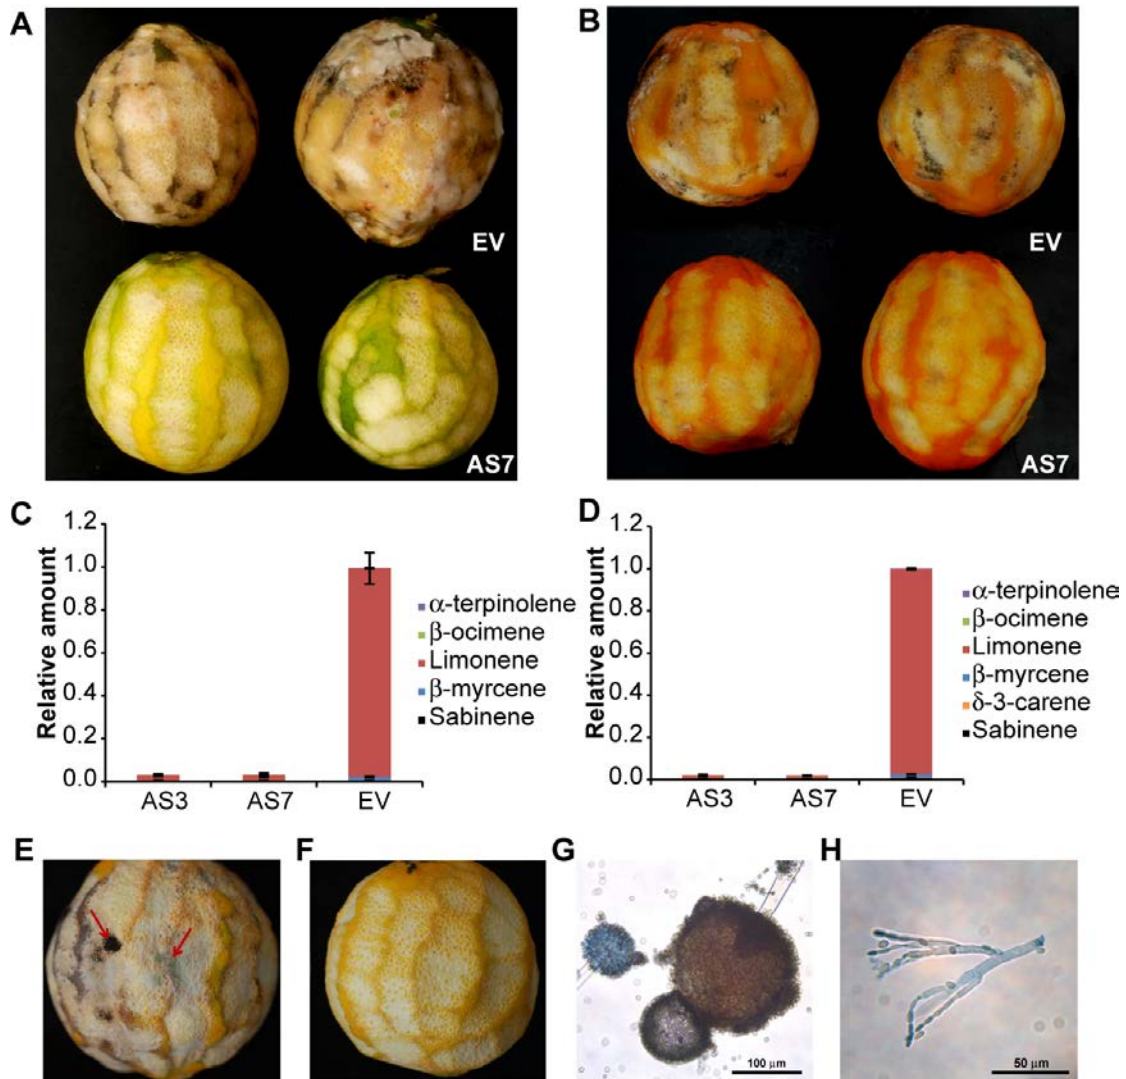 A
B
EV
EV
AS7
AS7
C
D
1.2
1.0
0.8
0.6
0.4
0.2
0.0
Relative amount
AS3
AS7
EV
α-terpinolene
β-ocimene
Limonene
β-myrcene
Sabinene
1.2
1.0
0.8
0.6
0.4
0.2
0.0
Relative amount
AS3
AS7
EV
α-terpinolene
β-ocimene
Limonene
β-myrcene
δ-3-carene
Sabinene
E
F
G
H
100 μm
50 μm